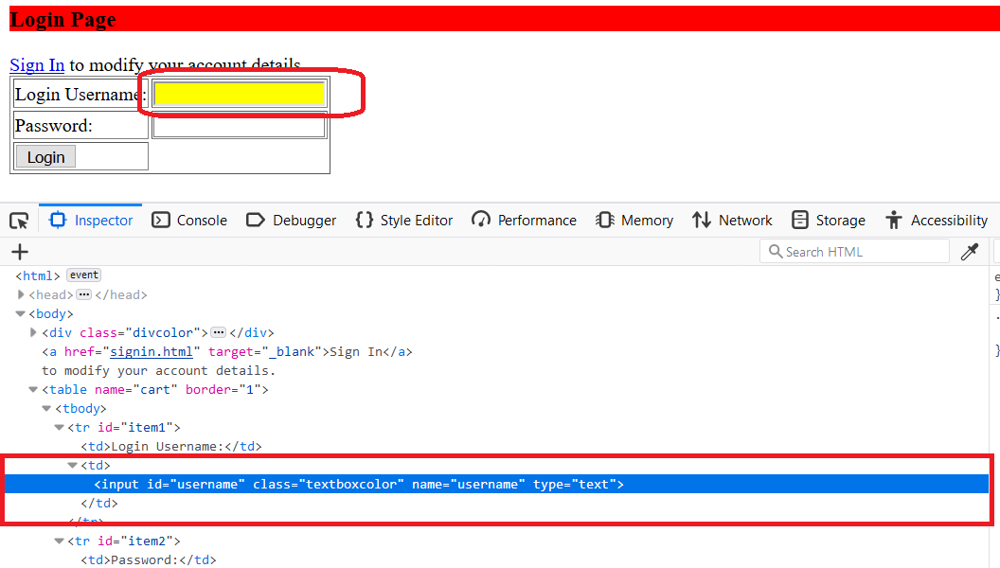 Login Page
Sign In to modify your account details.
Login Username:
Password:
Login
Inspector Console Debugger Style Editor Performance Memory Network Storage Accessibility
+ Search HTML
<html> event
<head> ••• </head>
<body>
<div class="divcolor"> ••• </div>
<a href="signin.html" target="_blank">Sign In</a>
to modify your account details.
<table name="cart" border="1">
<tbody>
<tr id="item1">
<td>Login Username:</td>
<td>
<input id="username" class="textboxcolor" name="username" type="text">
</td>
</tr>
<tr id="item2">
<td>Password:</td>
e
}
.
}